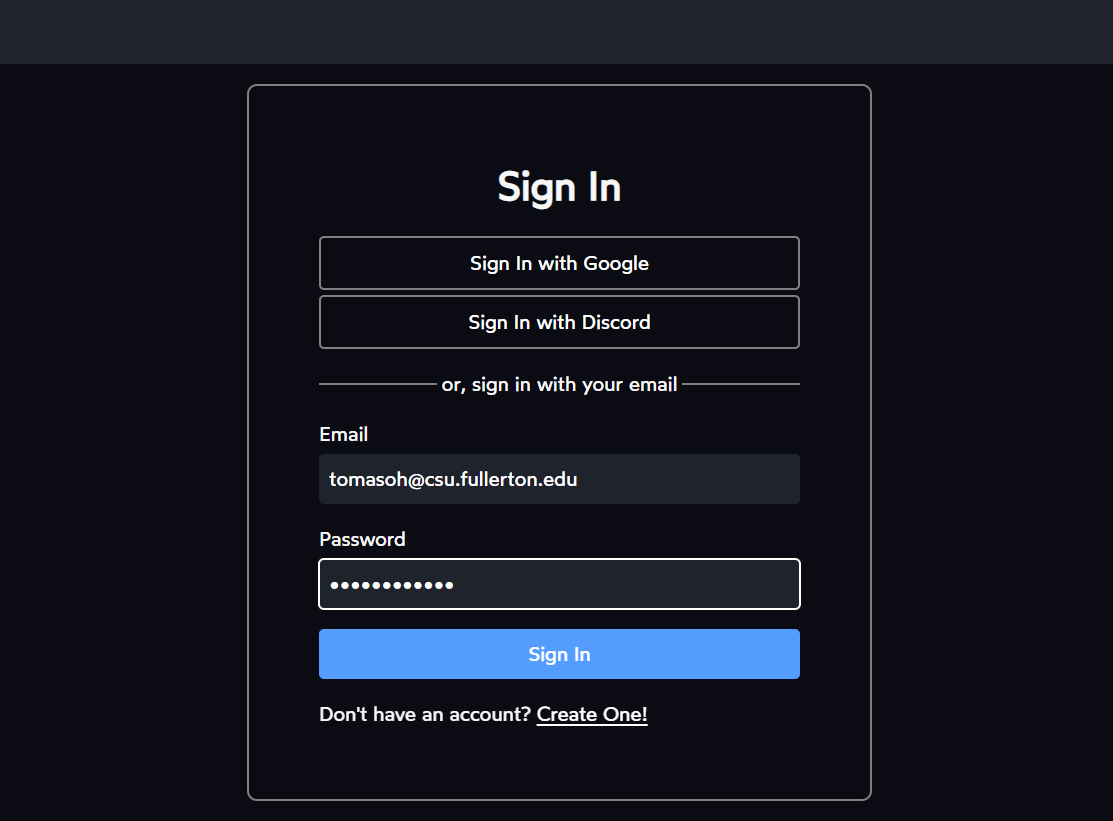 Sign In
Sign In with Google
Sign In with Discord
or, sign in with your email
Email
tomasoh@csu.fullerton.edu
Password
••••••••••••
Sign In
Don't have an account? Create One!